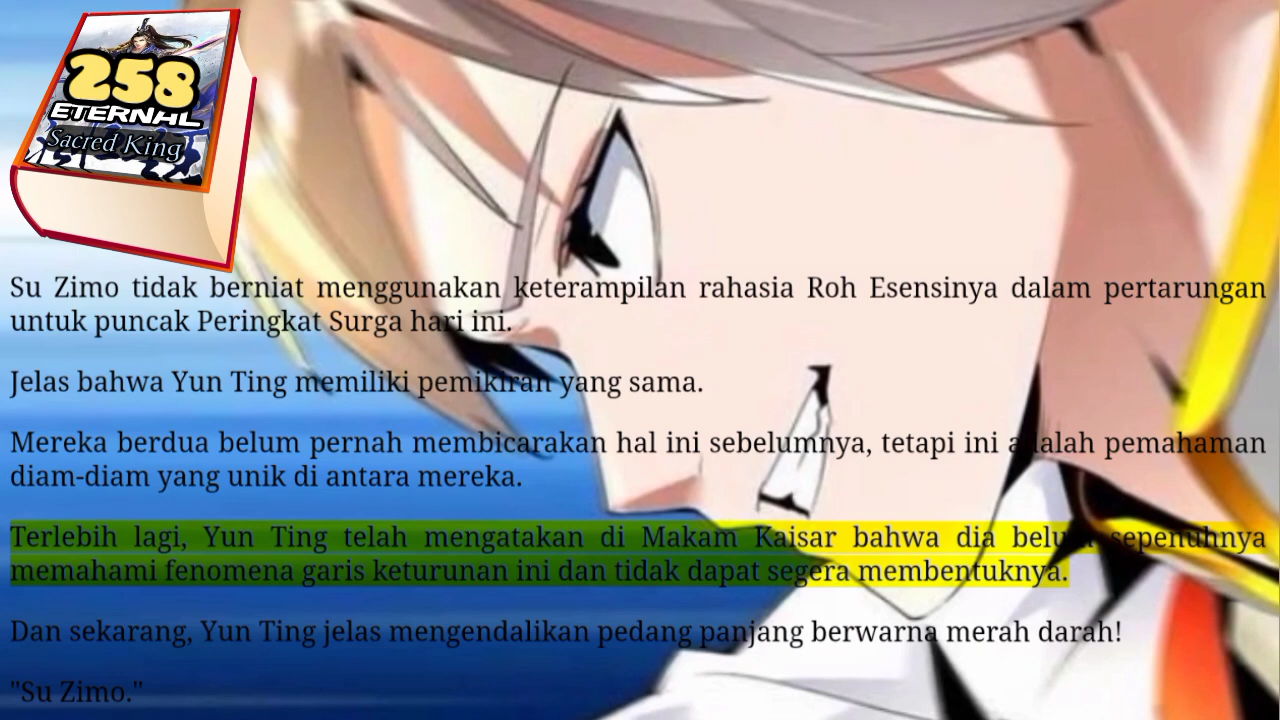 258
ETERNAL
Sacred King
Su Zimo tidak berniat menggunakan keterampilan rahasia Roh Esensinya dalam pertarungan
untuk puncak Peringkat Surga hari ini.
Jelas bahwa Yun Ting memiliki pemikiran yang sama.
Mereka berdua belum pernah membicarakan hal ini sebelumnya, tetapi ini adalah pemahaman
diam-diam yang unik di antara mereka.
Terlebih lagi, Yun Ting telah mengatakan di Makam Kaisar bahwa dia belum sepenuhnya
memahami fenomena garis keturunan ini dan tidak dapat segera membentuknya.
Dan sekarang, Yun Ting jelas mengendalikan pedang panjang berwarna merah darah!
"Su Zimo."